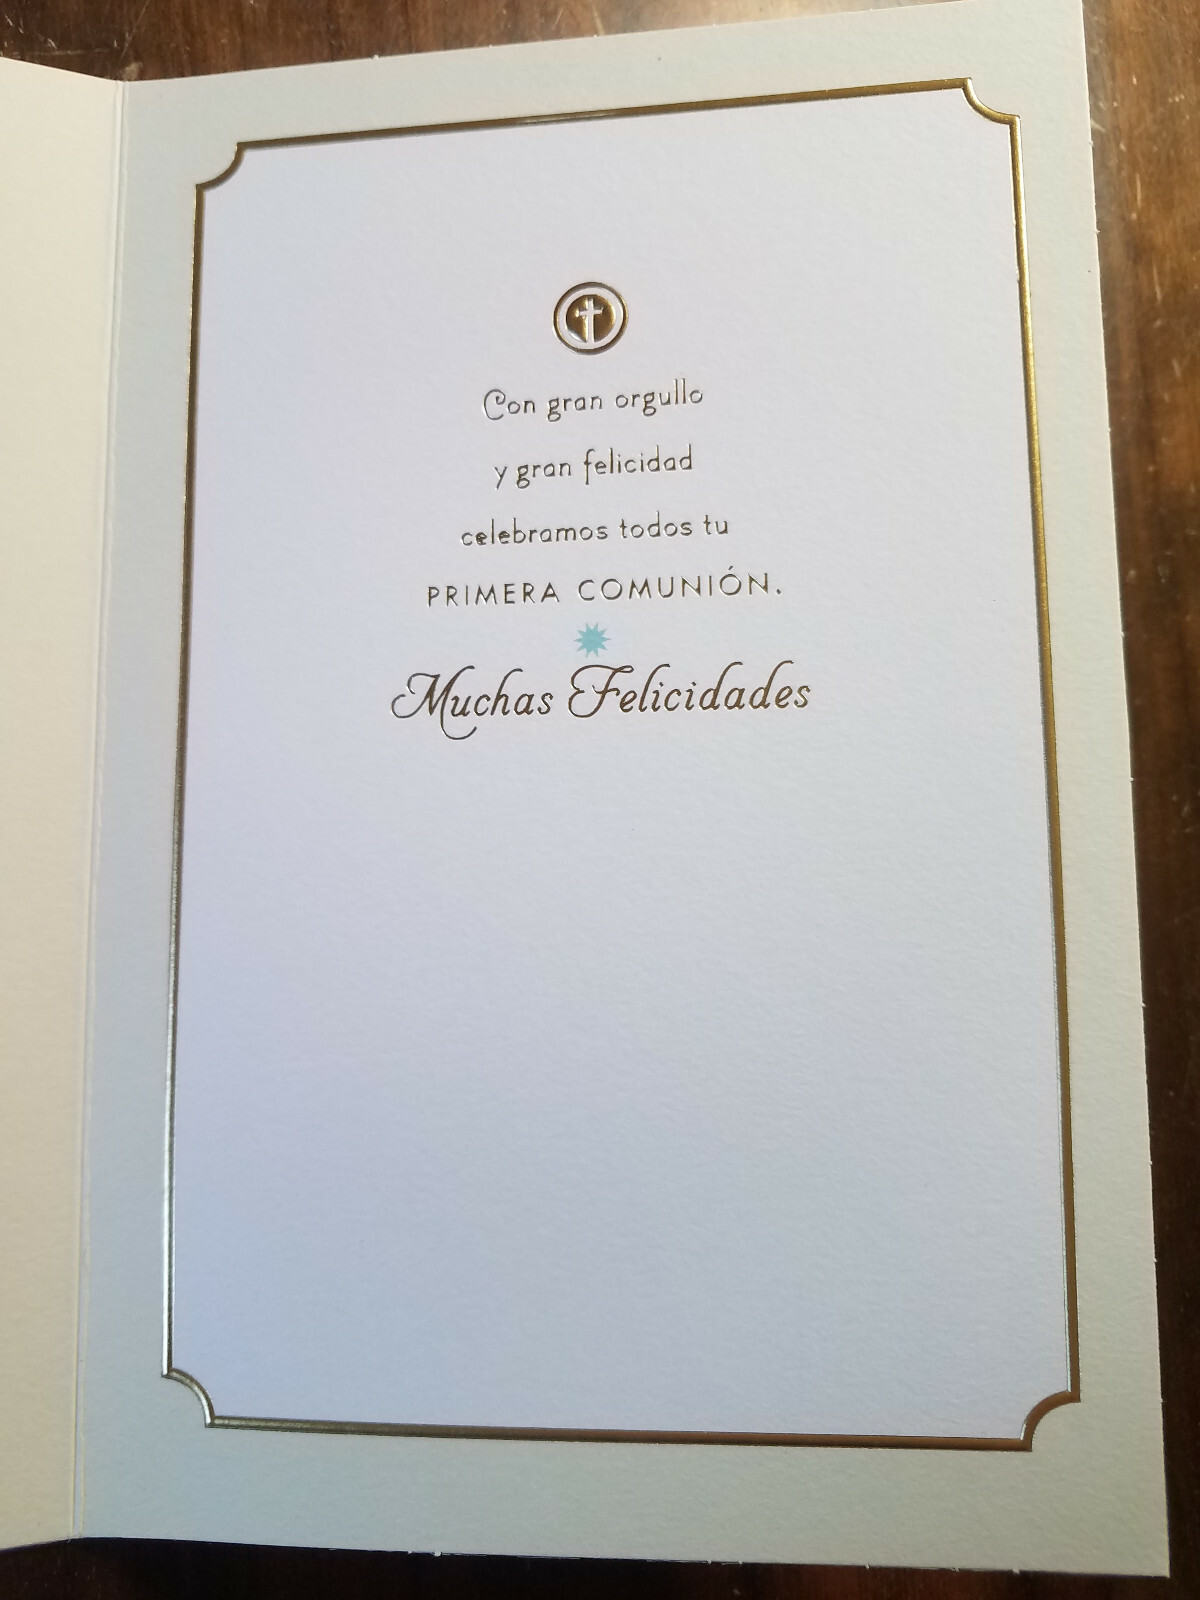 Con gran orgullo
y gran felicidad
celebramos todos tu
PRIMERA COMUNIÓN.
Muchas Felicidades